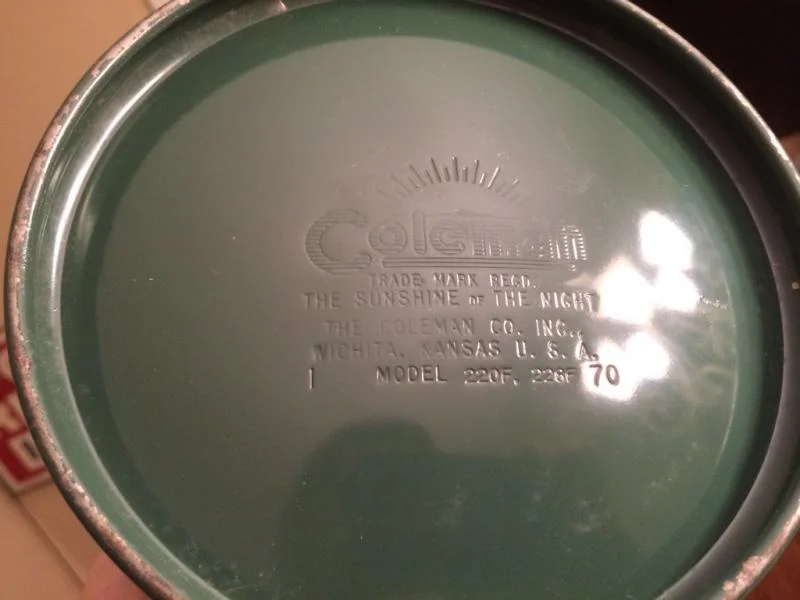 Coleman
TRADE MARK REGD.
THE SUNSHINE OF THE NIGHT
THE COLEMAN CO. INC.,
WICHITA, KANSAS U. S. A.
1 MODEL 220F, 228F 70